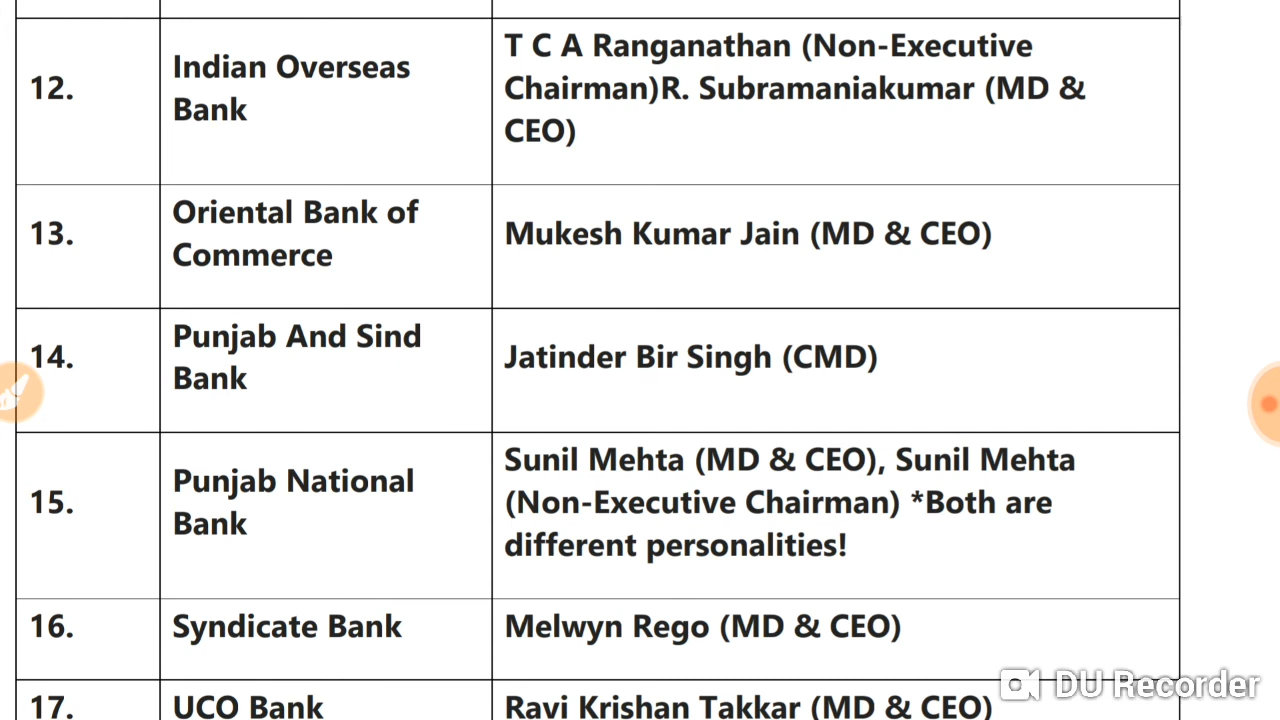 12.
Indian Overseas
Bank
T C A Ranganathan (Non-Executive
Chairman)R. Subramaniakumar (MD &
CEO)
13.
Oriental Bank of
Commerce
Mukesh Kumar Jain (MD & CEO)
14.
Punjab And Sind
Bank
Jatinder Bir Singh (CMD)
15.
Punjab National
Bank
Sunil Mehta (MD & CEO), Sunil Mehta
(Non-Executive Chairman) *Both are
different personalities!
16.
Syndicate Bank
Melwyn Rego (MD & CEO)
17.
UCO Bank
Ravi Krishan Takkar (MD & CEO)
DU Recorder